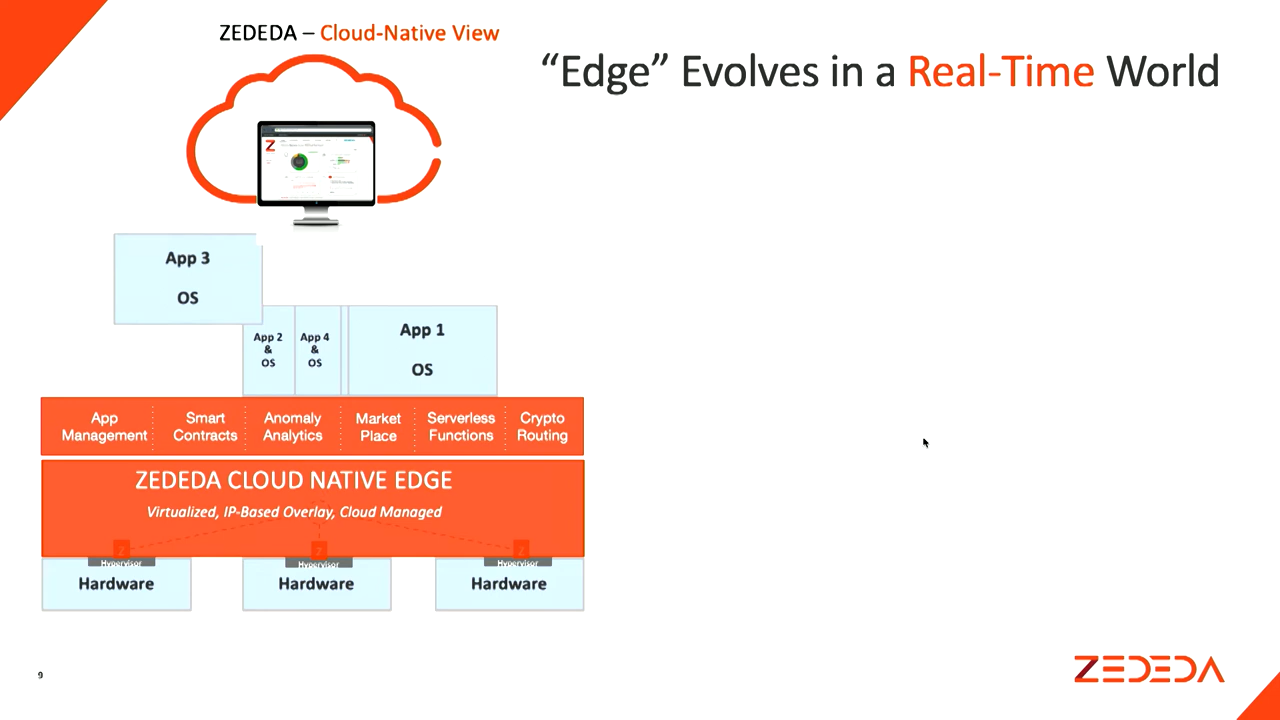 ZEDEDA – Cloud-Native View
“Edge” Evolves in a Real-Time World
Z
App 3
OS
App 2
&
OS
App 4
&
OS
App 1
OS
App
Management
Smart
Contracts
Anomaly
Analytics
Market
Place
Serverless
Functions
Crypto
Routing
ZEDEDA CLOUD NATIVE EDGE
Virtualized, IP-Based Overlay, Cloud Managed
Z
Z
Z
Hypervisor
Hypervisor
Hypervisor
Hardware
Hardware
Hardware
9
ZEDEDA